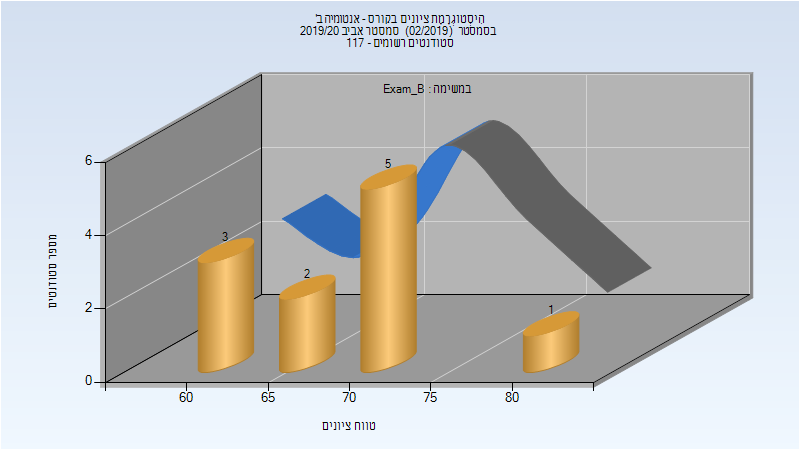 היסטוגרמת ציונים בקורס - אנטומיה ב'
בסמסטר (02/2019) סמסטר אביב 2019/20
סטודנטים רשומים - 117
במשימה : Exam_B
6
4
2
0
מספר סטודנטים
3
2
5
1
60
65
70
75
80
טווח ציונים